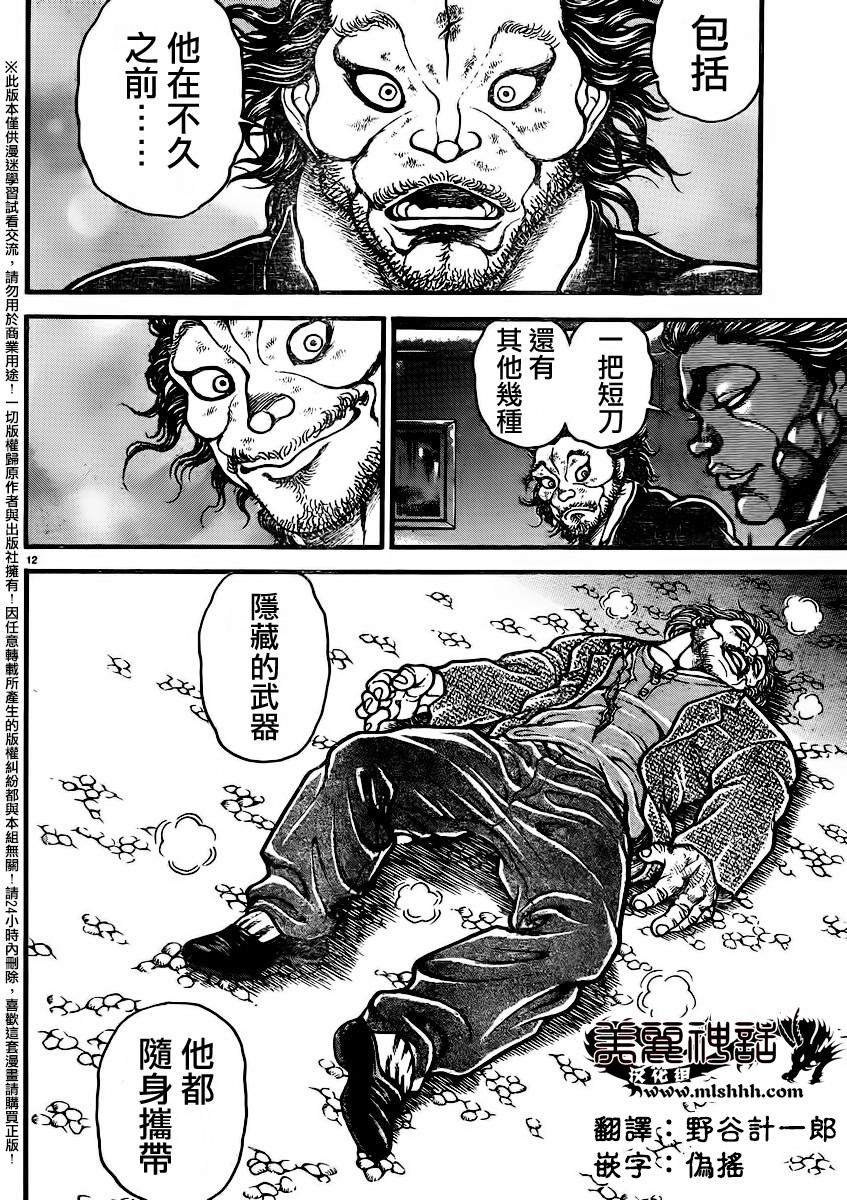 包括
他在不久
之前……
一把短刀
還有
其他幾種
12
隱藏的武器
他都
隨身攜帶
美麗神話
汉化组
www.mlshhh.com
翻譯：野谷計一郎
嵌字：偽搖
※此版本僅供漫迷學習試看交流，請勿用於商業用途！一切版權歸原作者與出版社擁有！因任意轉載所產生的版權糾紛都與本組無關！請24小時內刪除，喜歡這套漫畫請購買正版！